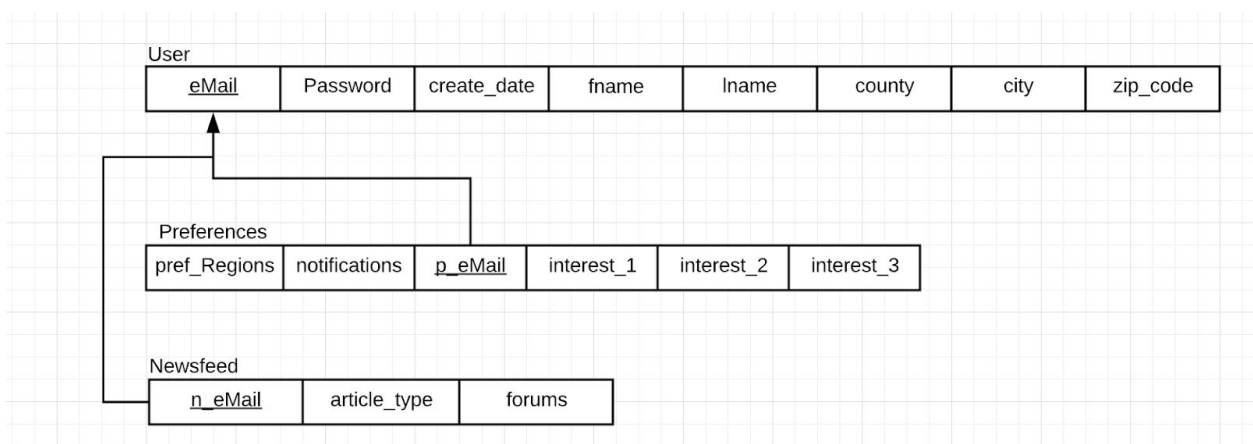 User
eMail Password create_date fname lname county city zip_code
Preferences
pref_Regions notifications p_eMail interest_1 interest_2 interest_3
Newsfeed
n_eMail article_type forums